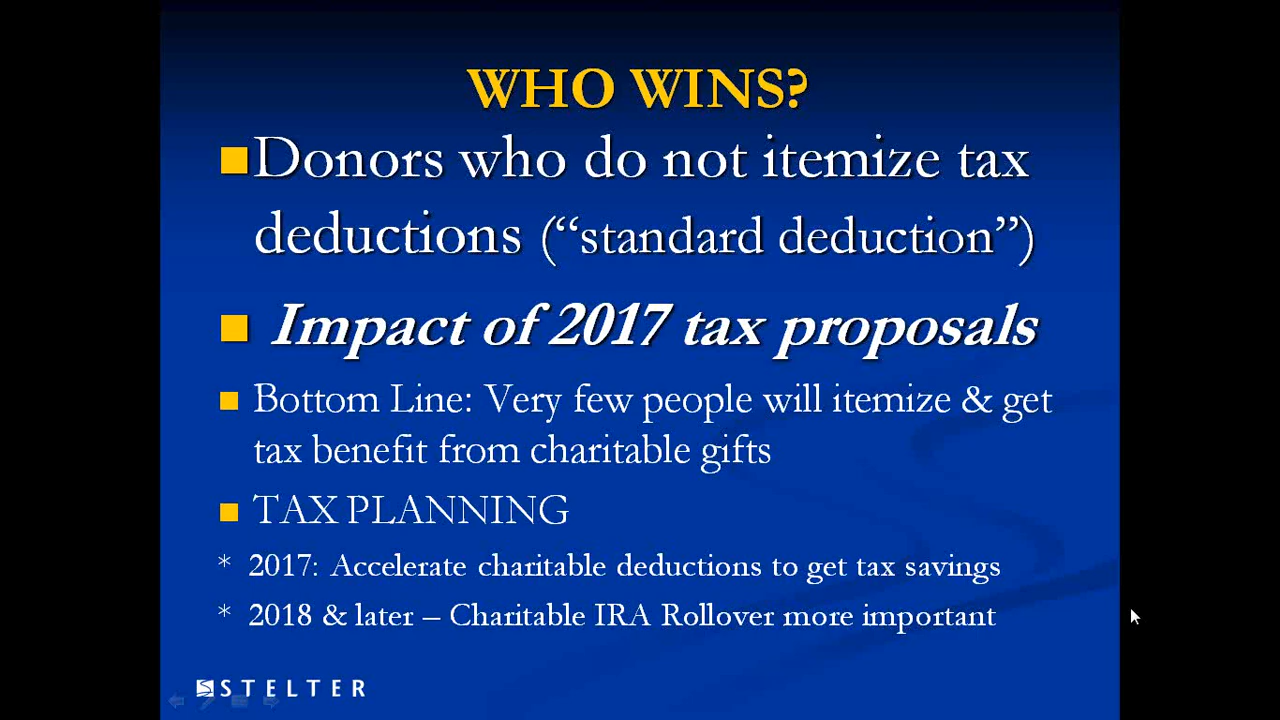 WHO WINS?
Donors who do not itemize tax
deductions (“standard deduction”)
Impact of 2017 tax proposals
Bottom Line: Very few people will itemize & get
tax benefit from charitable gifts
TAX PLANNING
* 2017: Accelerate charitable deductions to get tax savings
* 2018 & later – Charitable IRA Rollover more important
STELTER